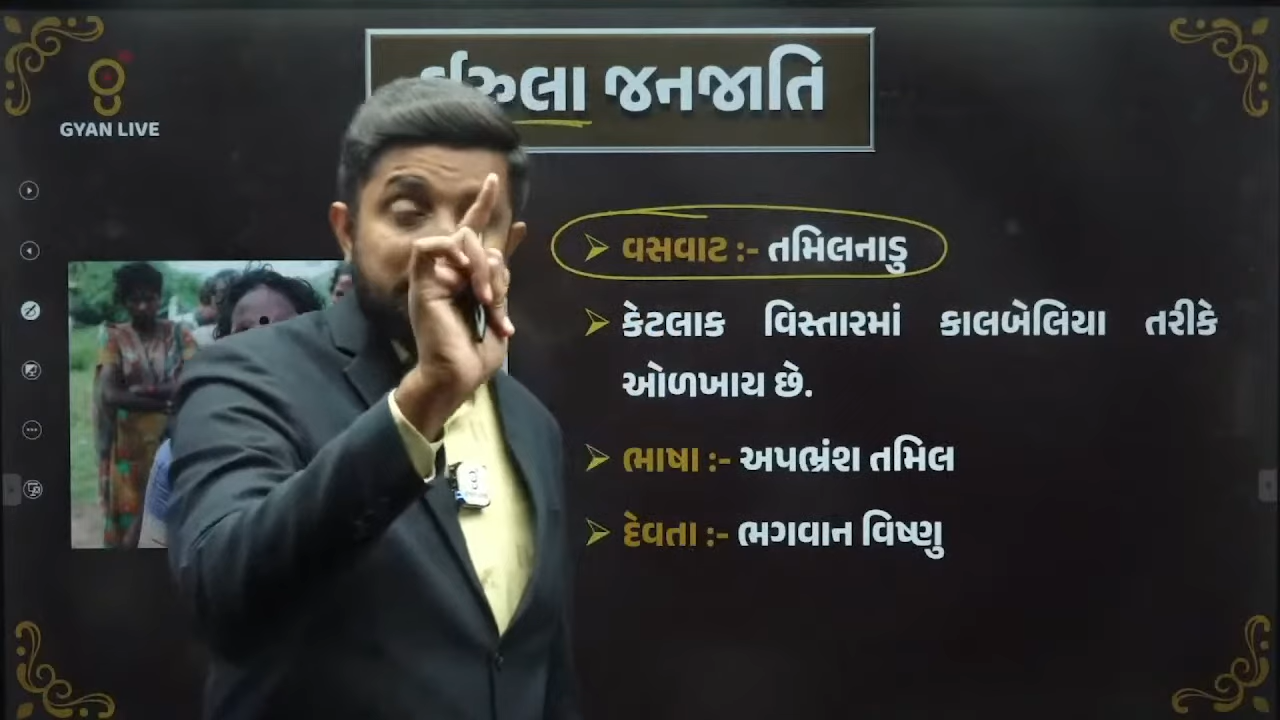 જનજાતિ
GYAN LIVE
➢ વસવાટ :- તમિલનાડુ
➢ કેટલાક વિસ્તારમાં કાલબેલિયા તરીકે
ઓળખાય છે.
➢ ભાષા :- અપભ્રંશ તમિલ
➢ દેવતા :- ભગવાન વિષ્ણુ